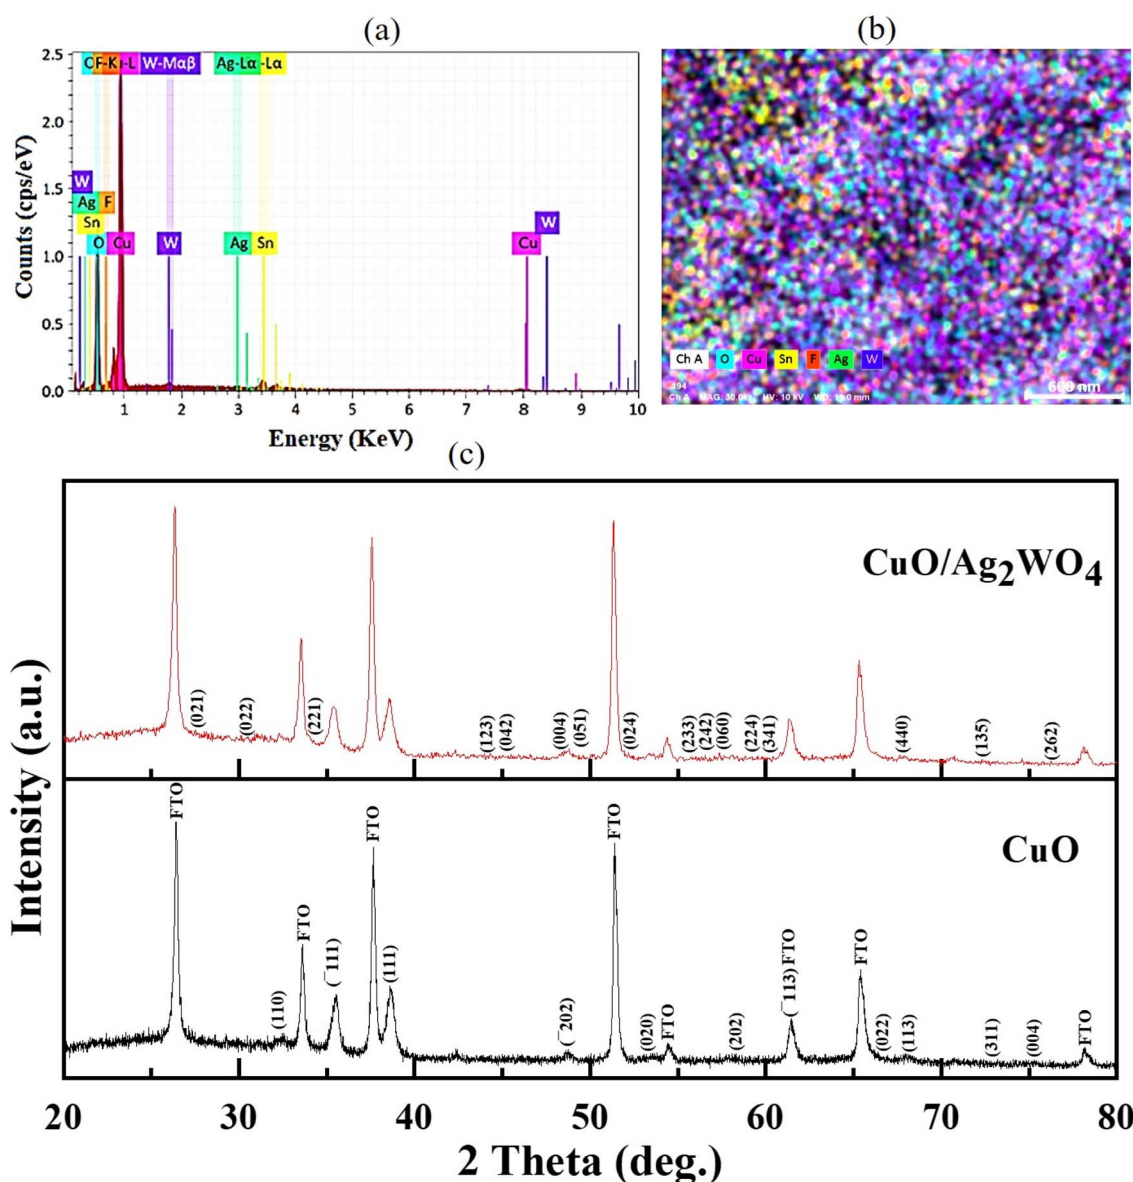 (a)
2.5
2.0
1.5
1.0
0.5
0.0
Counts (cps/eV)
F-K
-L
W-Mαβ
Ag-Lα
-Lα
W
Ag
F
Sn
O
Cu
W
Ag
Sn
Cu
W
1 2 3 4 5 6 7 8 9 10
Energy (KeV)
(b)
Ch A O Cu Sn F Ag W
Ch A HV: 10 kV
600 nm
(c)
CuO/Ag2WO4
(021)
(022)
(221)
(123)
(042)
(004)
(051)
(024)
(233)
(242)
(060)
(224)
(341)
(440)
(135)
(262)
CuO
FTO
(110)
FTO
(¯111)
FTO
(111)
(¯202)
FTO
(020)
FTO
(202)
(¯113)FTO
FTO
(022)
(113)
(311)
(004)
FTO
Intensity (a.u.)
20 30 40 50 60 70 80
2 Theta (deg.)